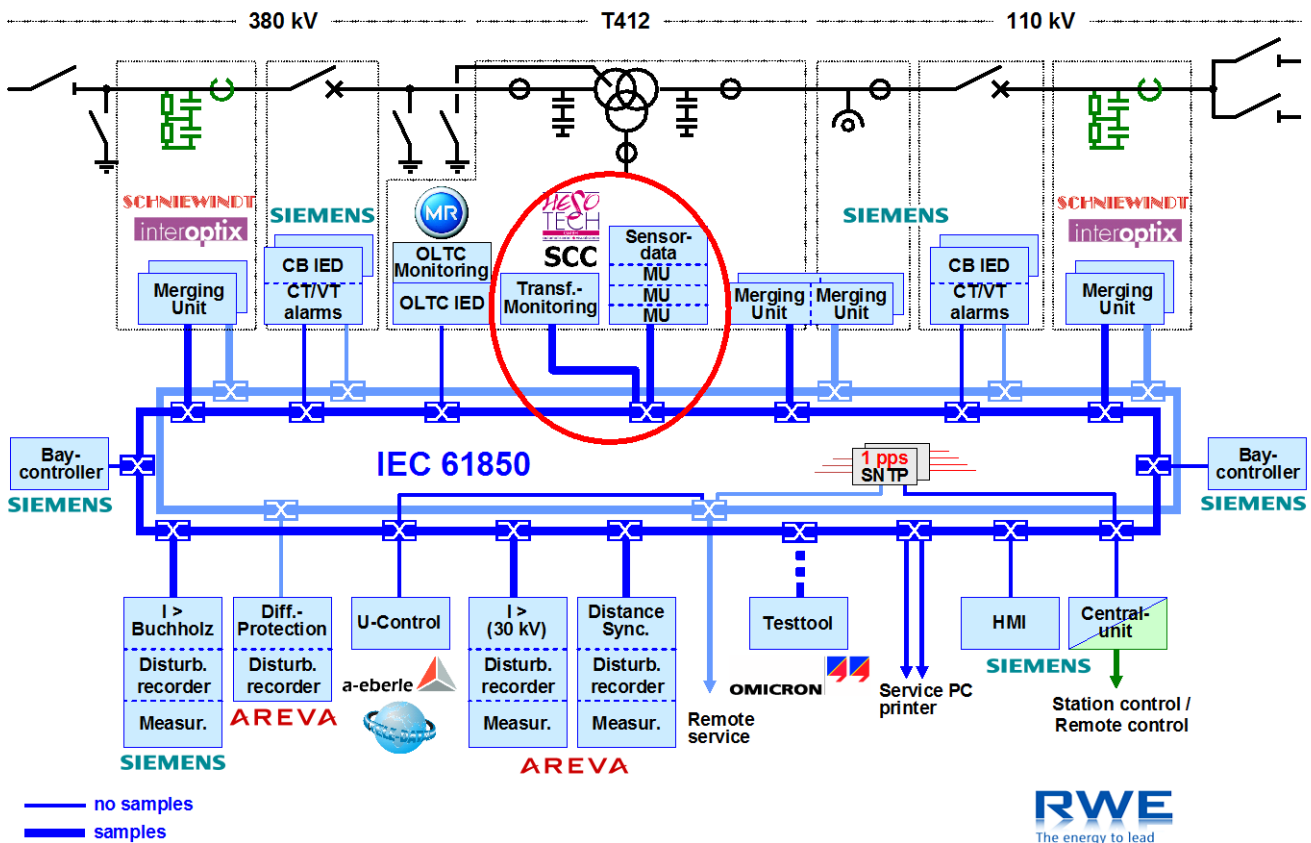 380 kV
T412
110 kV
SCHNIEWINDT
interoptix
SIEMENS
MR
HESO
TECH
SCC
SIEMENS
SCHNIEWINDT
interoptix
Merging
Unit
CB IED
CT/VT
alarms
OLTC
Monitoring
OLTC IED
Transf.-
Monitoring
Sensor-
data
MU
MU
MU
Merging
Unit
Merging
Unit
CB IED
CT/VT
alarms
Merging
Unit
Bay-
controller
SIEMENS
IEC 61850
1 pps
SNTP
Bay-
controller
SIEMENS
I >
Buchholz
Disturb.
recorder
Measur.
SIEMENS
Diff.-
Protection
Disturb.
recorder
AREVA
U-Control
a-eberle
I >
(30 kV)
Disturb.
recorder
Measur.
Distance
Sync.
Disturb.
recorder
Measur.
AREVA
Remote
service
Testtool
OMICRON
Service PC
printer
HMI
SIEMENS
Central-
unit
Station control /
Remote control
no samples
samples
RWE
The energy to lead